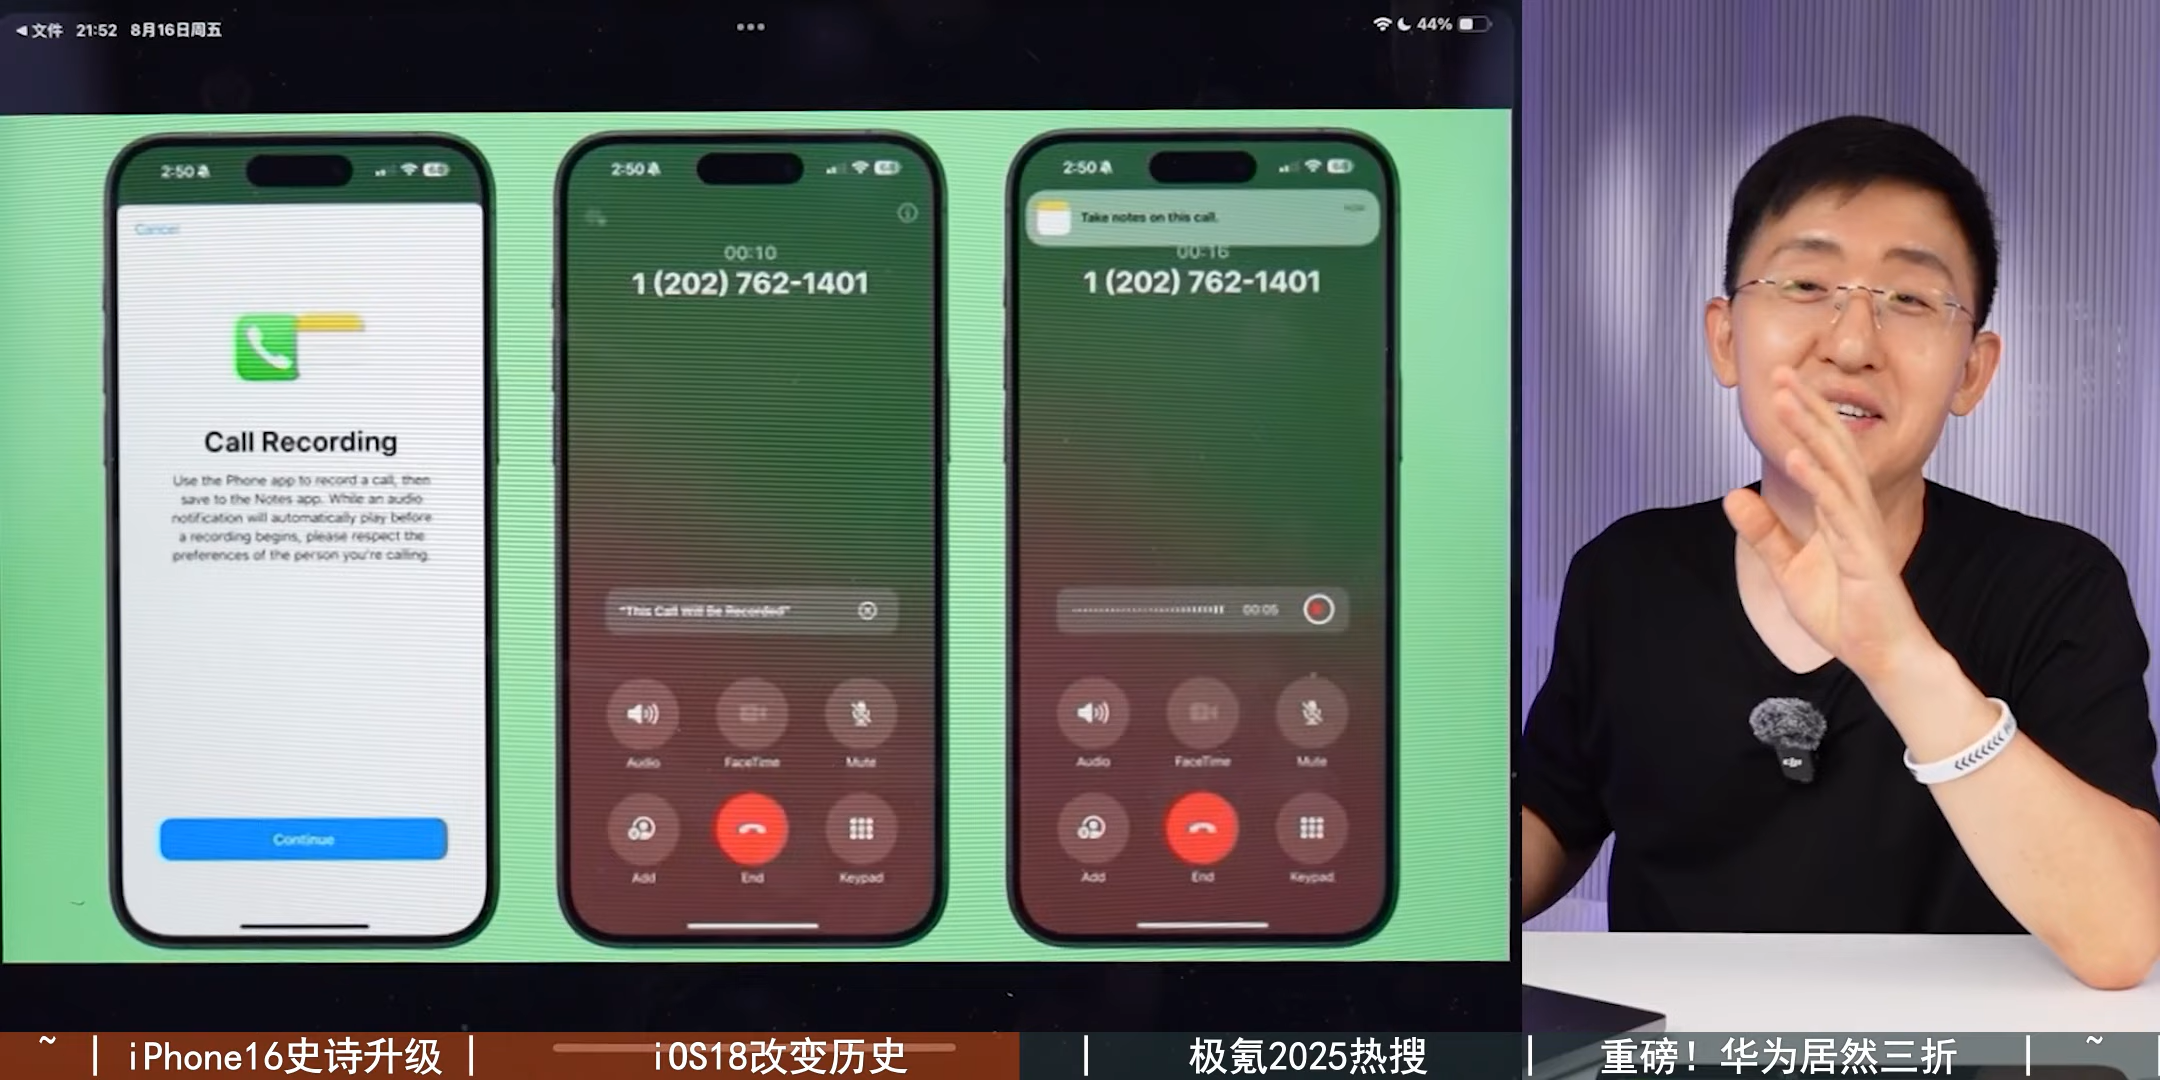 文件 21:52 8月16日周五
44%
2:50
Cancel
Call Recording
Use the Phone app to record a call, then
save to the Notes app. While an audio
notification will automatically play before
a recording begins, please respect the
preferences of the person you're calling.
Continue
2:50
00:10
1 (202) 762-1401
"This Call Will Be Recorded"
Audio FaceTime Mute
Add End Keypad
2:50
Take notes on this call.
now
00:16
1 (202) 762-1401
00:05
Audio FaceTime Mute
Add End Keypad
dji
~ | iPhone16史诗升级 | iOS18改变历史 | 极氪2025热搜 | 重磅！华为居然三折 | ~ |